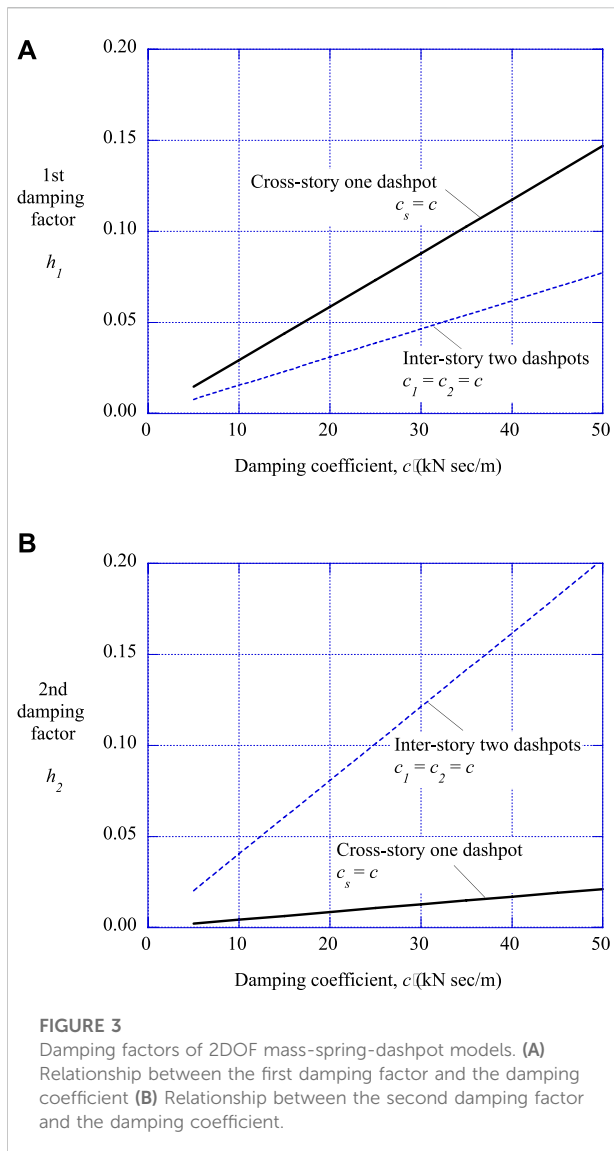 A
0.20
0.15
1st
damping
factor
h1
0.10
0.05
0.00
Cross-story one dashpot
cs = c
Inter-story two dashpots
c1 = c2 = c
0 10 20 30 40 50
Damping coefficient, c (kN sec/m)
B
0.20
0.15
2nd
damping
factor
h2
0.10
0.05
0.00
Inter-story two dashpots
c1 = c2 = c
Cross-story one dashpot
cs = c
0 10 20 30 40 50
Damping coefficient, c (kN sec/m)
FIGURE 3
Damping factors of 2DOF mass-spring-dashpot models. (A)
Relationship between the first damping factor and the damping
coefficient (B) Relationship between the second damping factor
and the damping coefficient.